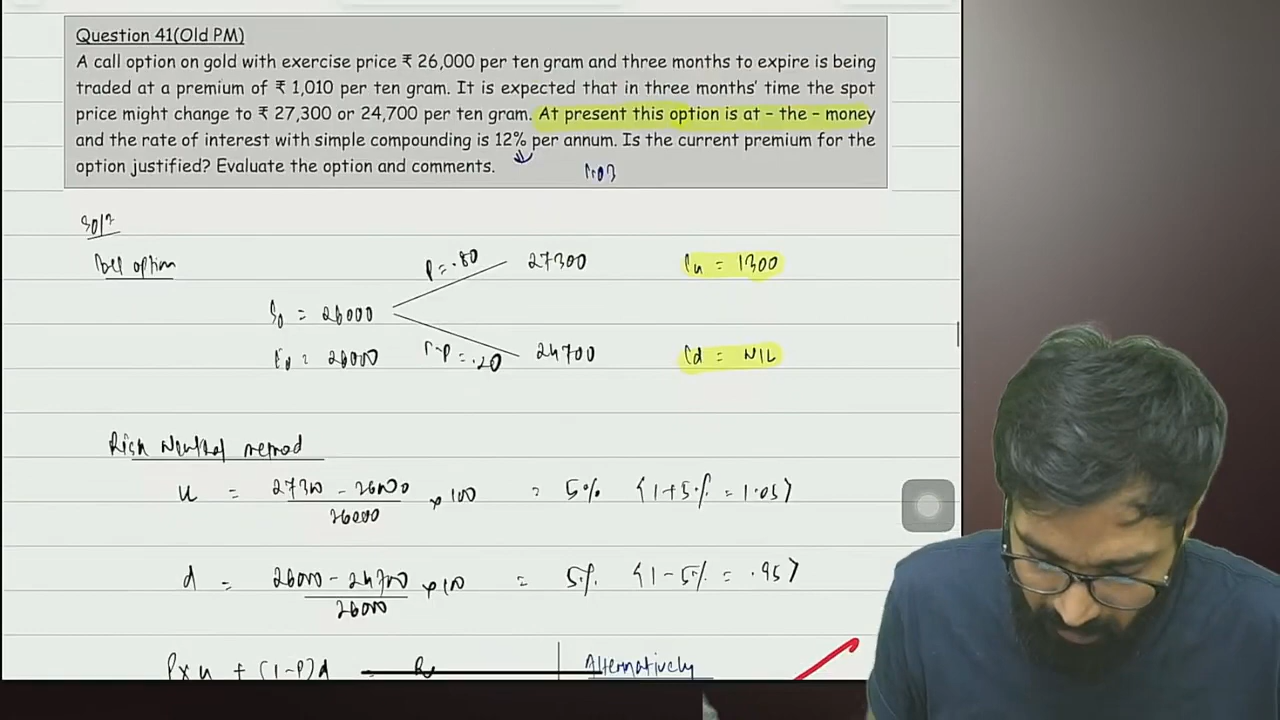 Question 41(Old PM)
A call option on gold with exercise price ₹ 26,000 per ten gram and three months to expire is being
traded at a premium of ₹ 1,010 per ten gram. It is expected that in three months' time the spot
price might change to ₹ 27,300 or 24,700 per ten gram. At present this option is at – the – money
and the rate of interest with simple compounding is 12% per annum. Is the current premium for the
option justified? Evaluate the option and comments.
1.03
Soln
Call option
P = .80 27300 Cu = 1300
S0 = 26000
26000 1-P = .20 24700 Cd = NIL
Risk Neutral method
u = 27300 - 26000 × 100 = 5% {1+5% = 1.05}
26000
d = 26000 - 24700 × 100 = 5% {1-5% = .95}
26000
P×u + (1-P)d = Alternatively